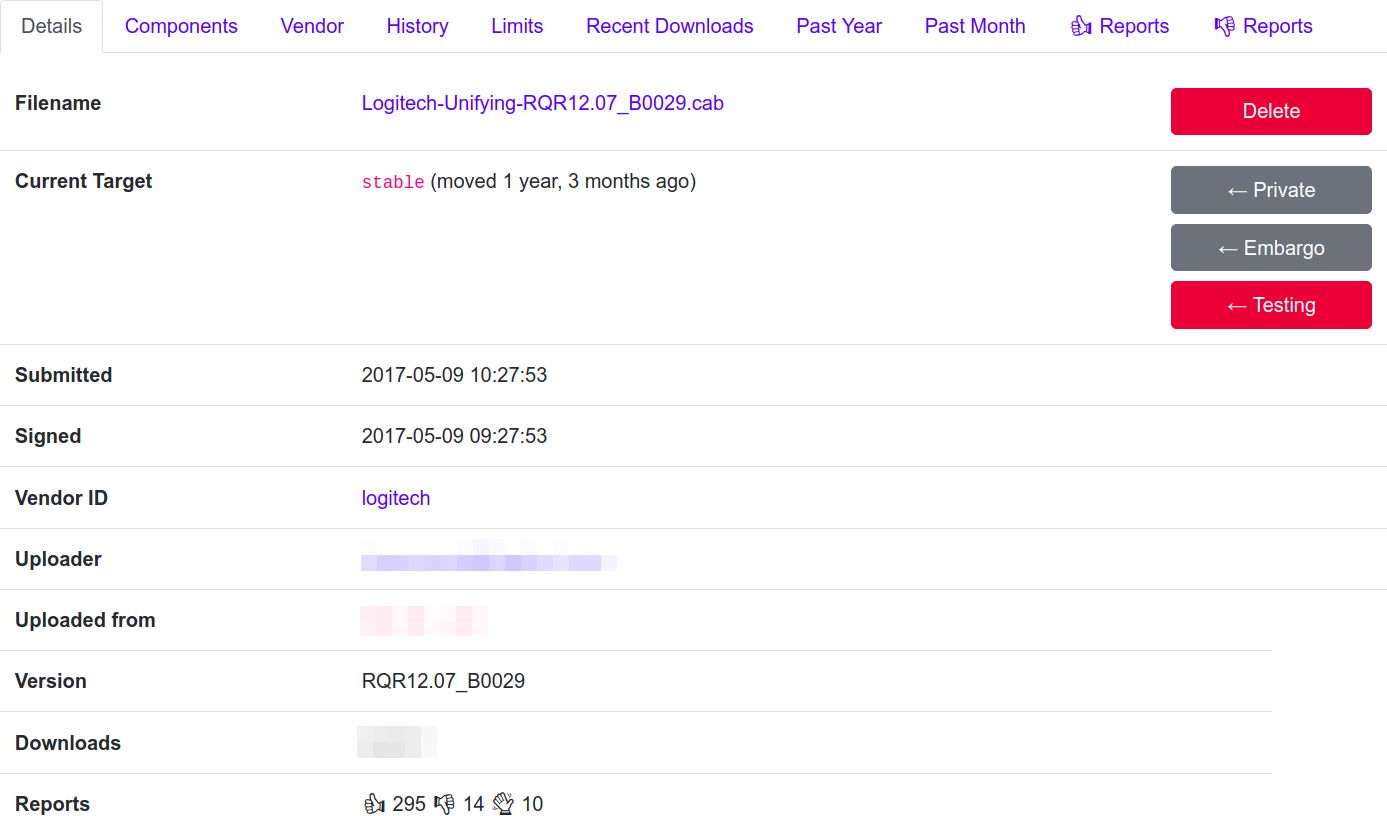 Details Components Vendor History Limits Recent Downloads Past Year Past Month 👍 Reports 👎 Reports
Filename Logitech-Unifying-RQR12.07_B0029.cab Delete
Current Target stable (moved 1 year, 3 months ago) ← Private
← Embargo
← Testing
Submitted 2017-05-09 10:27:53
Signed 2017-05-09 09:27:53
Vendor ID logitech
Uploader
Uploaded from
Version RQR12.07_B0029
Downloads
Reports 👍 295 👎 14 👋 10